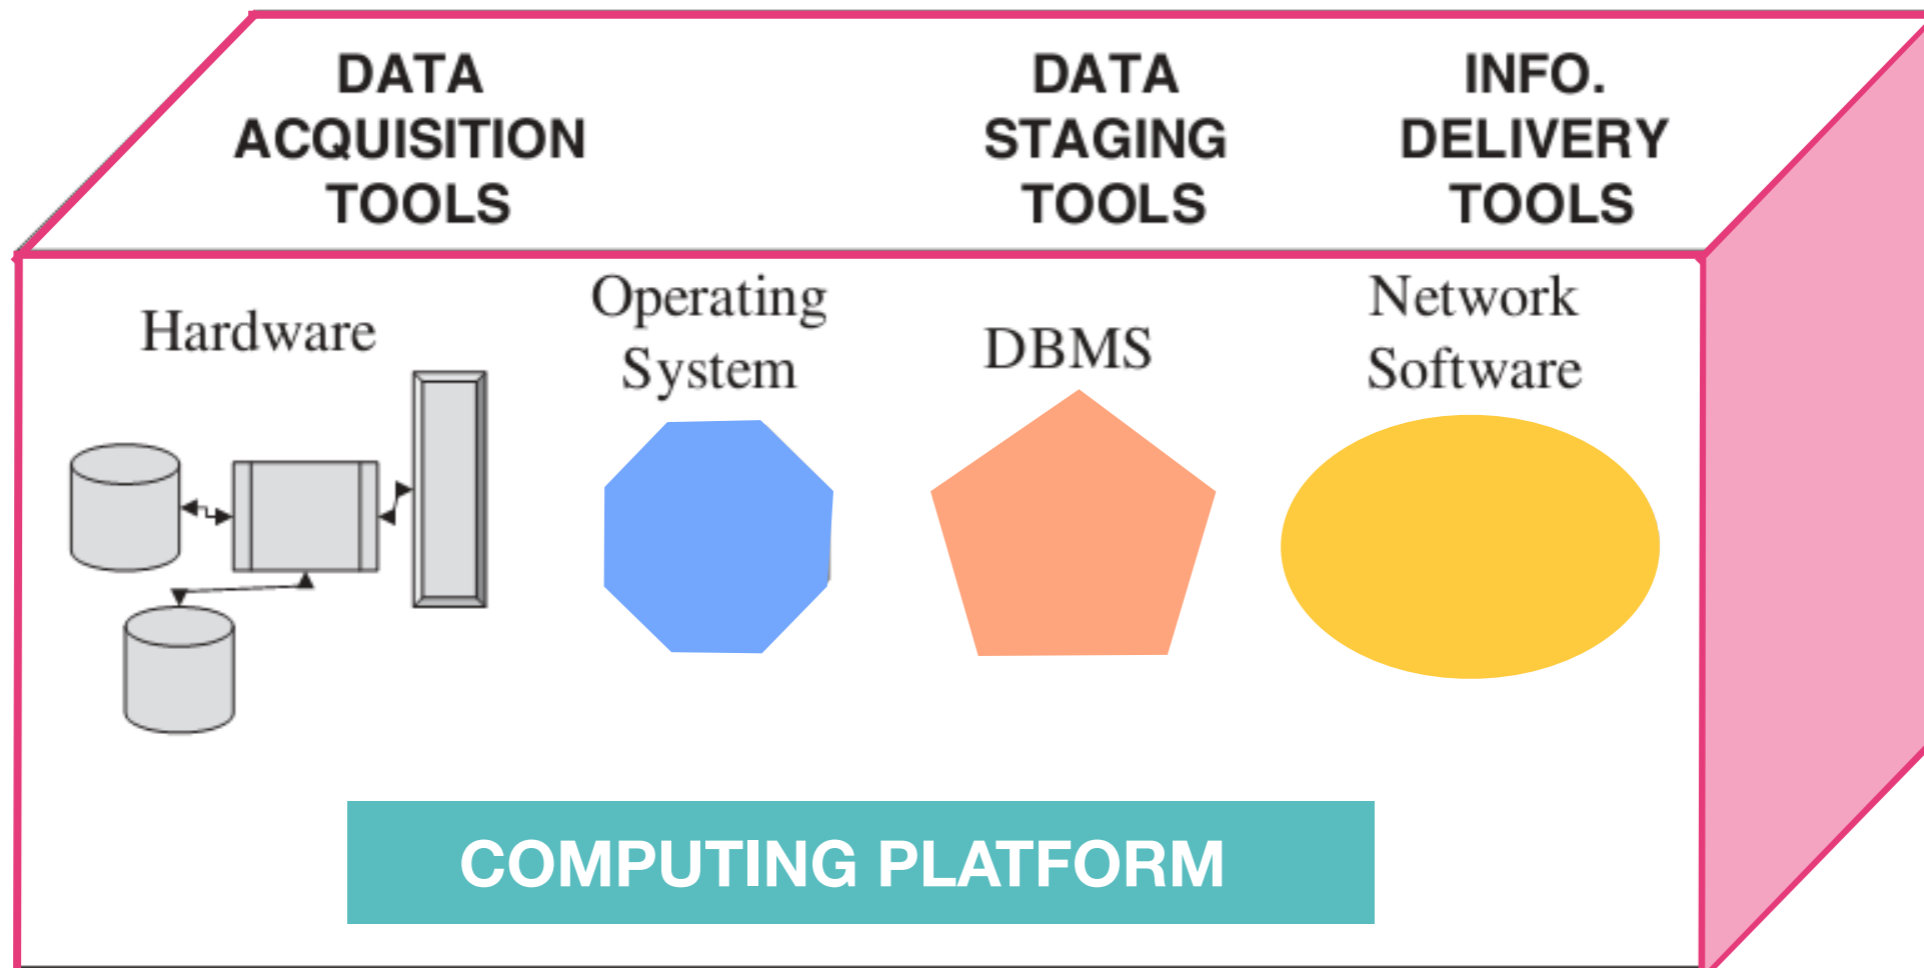 DATA
ACQUISITION
TOOLS
DATA
STAGING
TOOLS
INFO.
DELIVERY
TOOLS
Hardware
Operating
System
DBMS
Network
Software
COMPUTING PLATFORM